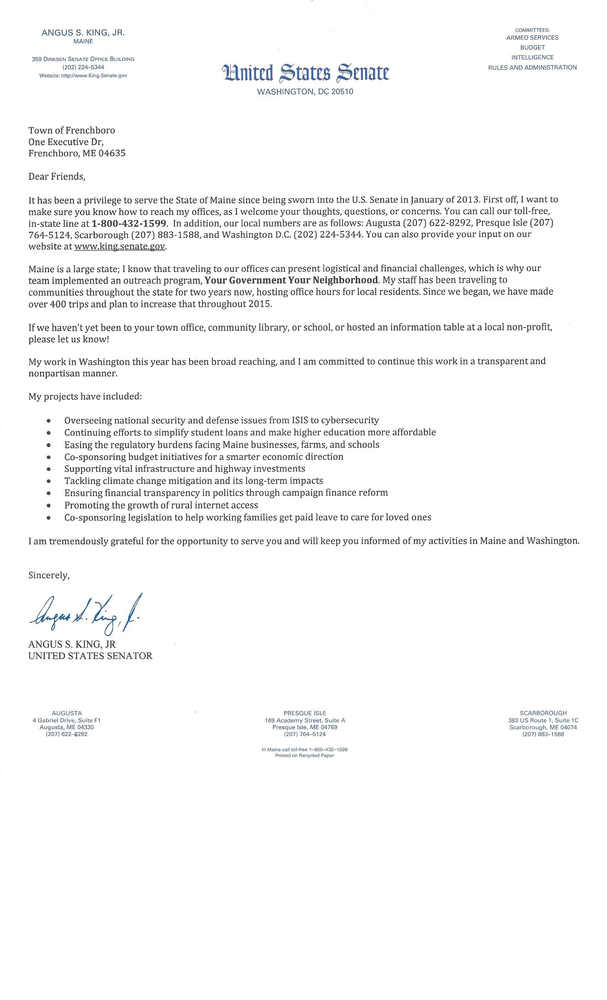 ANGUS S. KING, JR.
MAINE
359 DIRKSEN SENATE OFFICE BUILDING
(202) 224–5344
Website: http://www.King.Senate.gov
COMMITTEES:
ARMED SERVICES
BUDGET
INTELLIGENCE
RULES AND ADMINISTRATION
United States Senate
WASHINGTON, DC 20510
Town of Frenchboro
One Executive Dr,
Frenchboro, ME 04635
Dear Friends,
It has been a privilege to serve the State of Maine since being sworn into the U.S. Senate in January of 2013. First off, I want to
make sure you know how to reach my offices, as I welcome your thoughts, questions, or concerns. You can call our toll-free,
in-state line at 1-800-432-1599. In addition, our local numbers are as follows: Augusta (207) 622-8292, Presque Isle (207)
764-5124, Scarborough (207) 883-1588, and Washington D.C. (202) 224-5344. You can also provide your input on our
website at www.king.senate.gov.
Maine is a large state; I know that traveling to our offices can present logistical and financial challenges, which is why our
team implemented an outreach program, Your Government Your Neighborhood. My staff has been traveling to
communities throughout the state for two years now, hosting office hours for local residents. Since we began, we have made
over 400 trips and plan to increase that throughout 2015.
If we haven't yet been to your town office, community library, or school, or hosted an information table at a local non-profit,
please let us know!
My work in Washington this year has been broad reaching, and I am committed to continue this work in a transparent and
nonpartisan manner.
My projects have included:
• Overseeing national security and defense issues from ISIS to cybersecurity
• Continuing efforts to simplify student loans and make higher education more affordable
• Easing the regulatory burdens facing Maine businesses, farms, and schools
• Co-sponsoring budget initiatives for a smarter economic direction
• Supporting vital infrastructure and highway investments
• Tackling climate change mitigation and its long-term impacts
• Ensuring financial transparency in politics through campaign finance reform
• Promoting the growth of rural internet access
• Co-sponsoring legislation to help working families get paid leave to care for loved ones
I am tremendously grateful for the opportunity to serve you and will keep you informed of my activities in Maine and Washington.
Sincerely,
Angus S. King, Jr.
ANGUS S. KING, JR
UNITED STATES SENATOR
AUGUSTA
4 Gabriel Drive, Suite F1
Augusta, ME 04330
(207) 622–8292
PRESQUE ISLE
169 Academy Street, Suite A
Presque Isle, ME 04769
(207) 764–5124
SCARBOROUGH
383 US Route 1, Suite 1C
Scarborough, ME 04074
(207) 883–1588
In Maine call toll-free 1–800–432–1599
Printed on Recycled Paper